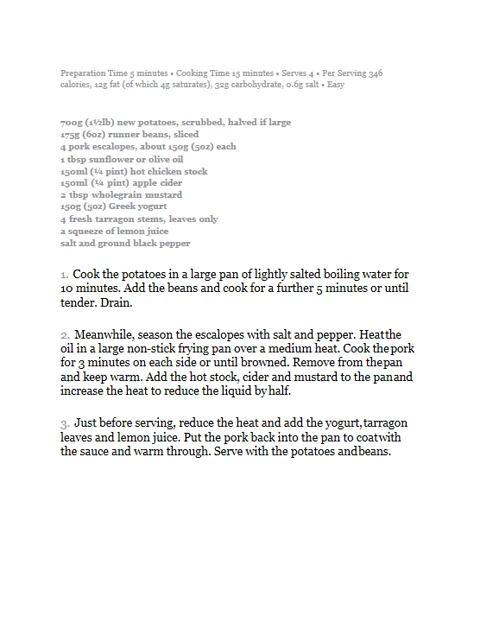 Preparation Time 5 minutes • Cooking Time 15 minutes • Serves 4 • Per Serving 346
calories, 12g fat (of which 4g saturates), 32g carbohydrate, 0.6g salt • Easy
700g (1½lb) new potatoes, scrubbed, halved if large
175g (6oz) runner beans, sliced
4 pork escalopes, about 150g (5oz) each
1 tbsp sunflower or olive oil
150ml (¼ pint) hot chicken stock
150ml (¼ pint) apple cider
2 tbsp wholegrain mustard
150g (5oz) Greek yogurt
4 fresh tarragon stems, leaves only
a squeeze of lemon juice
salt and ground black pepper
1. Cook the potatoes in a large pan of lightly salted boiling water for
10 minutes. Add the beans and cook for a further 5 minutes or until
tender. Drain.
2. Meanwhile, season the escalopes with salt and pepper. Heatthe
oil in a large non-stick frying pan over a medium heat. Cook thepork
for 3 minutes on each side or until browned. Remove from thepan
and keep warm. Add the hot stock, cider and mustard to the panand
increase the heat to reduce the liquid byhalf.
3. Just before serving, reduce the heat and add the yogurt,tarragon
leaves and lemon juice. Put the pork back into the pan to coatwith
the sauce and warm through. Serve with the potatoes andbeans.